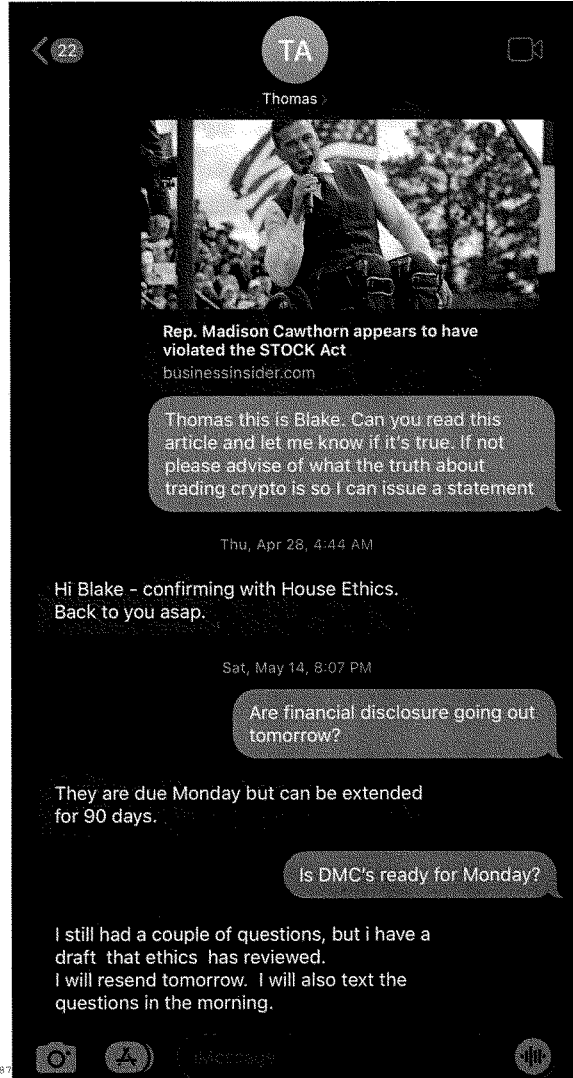 22
TA
Thomas
Rep. Madison Cawthorn appears to have
violated the STOCK Act
businessinsider.com
Thomas this is Blake. Can you read this
article and let me know if it's true. If not
please advise of what the truth about
trading crypto is so I can issue a statement
Thu, Apr 28, 4:44 AM
Hi Blake - confirming with House Ethics.
Back to you asap.
Sat, May 14, 8:07 PM
Are financial disclosure going out
tomorrow?
They are due Monday but can be extended
for 90 days.
Is DMC's ready for Monday?
I still had a couple of questions, but i have a
draft that ethics has reviewed.
I will resend tomorrow. I will also text the
questions in the morning.
iMessage
87